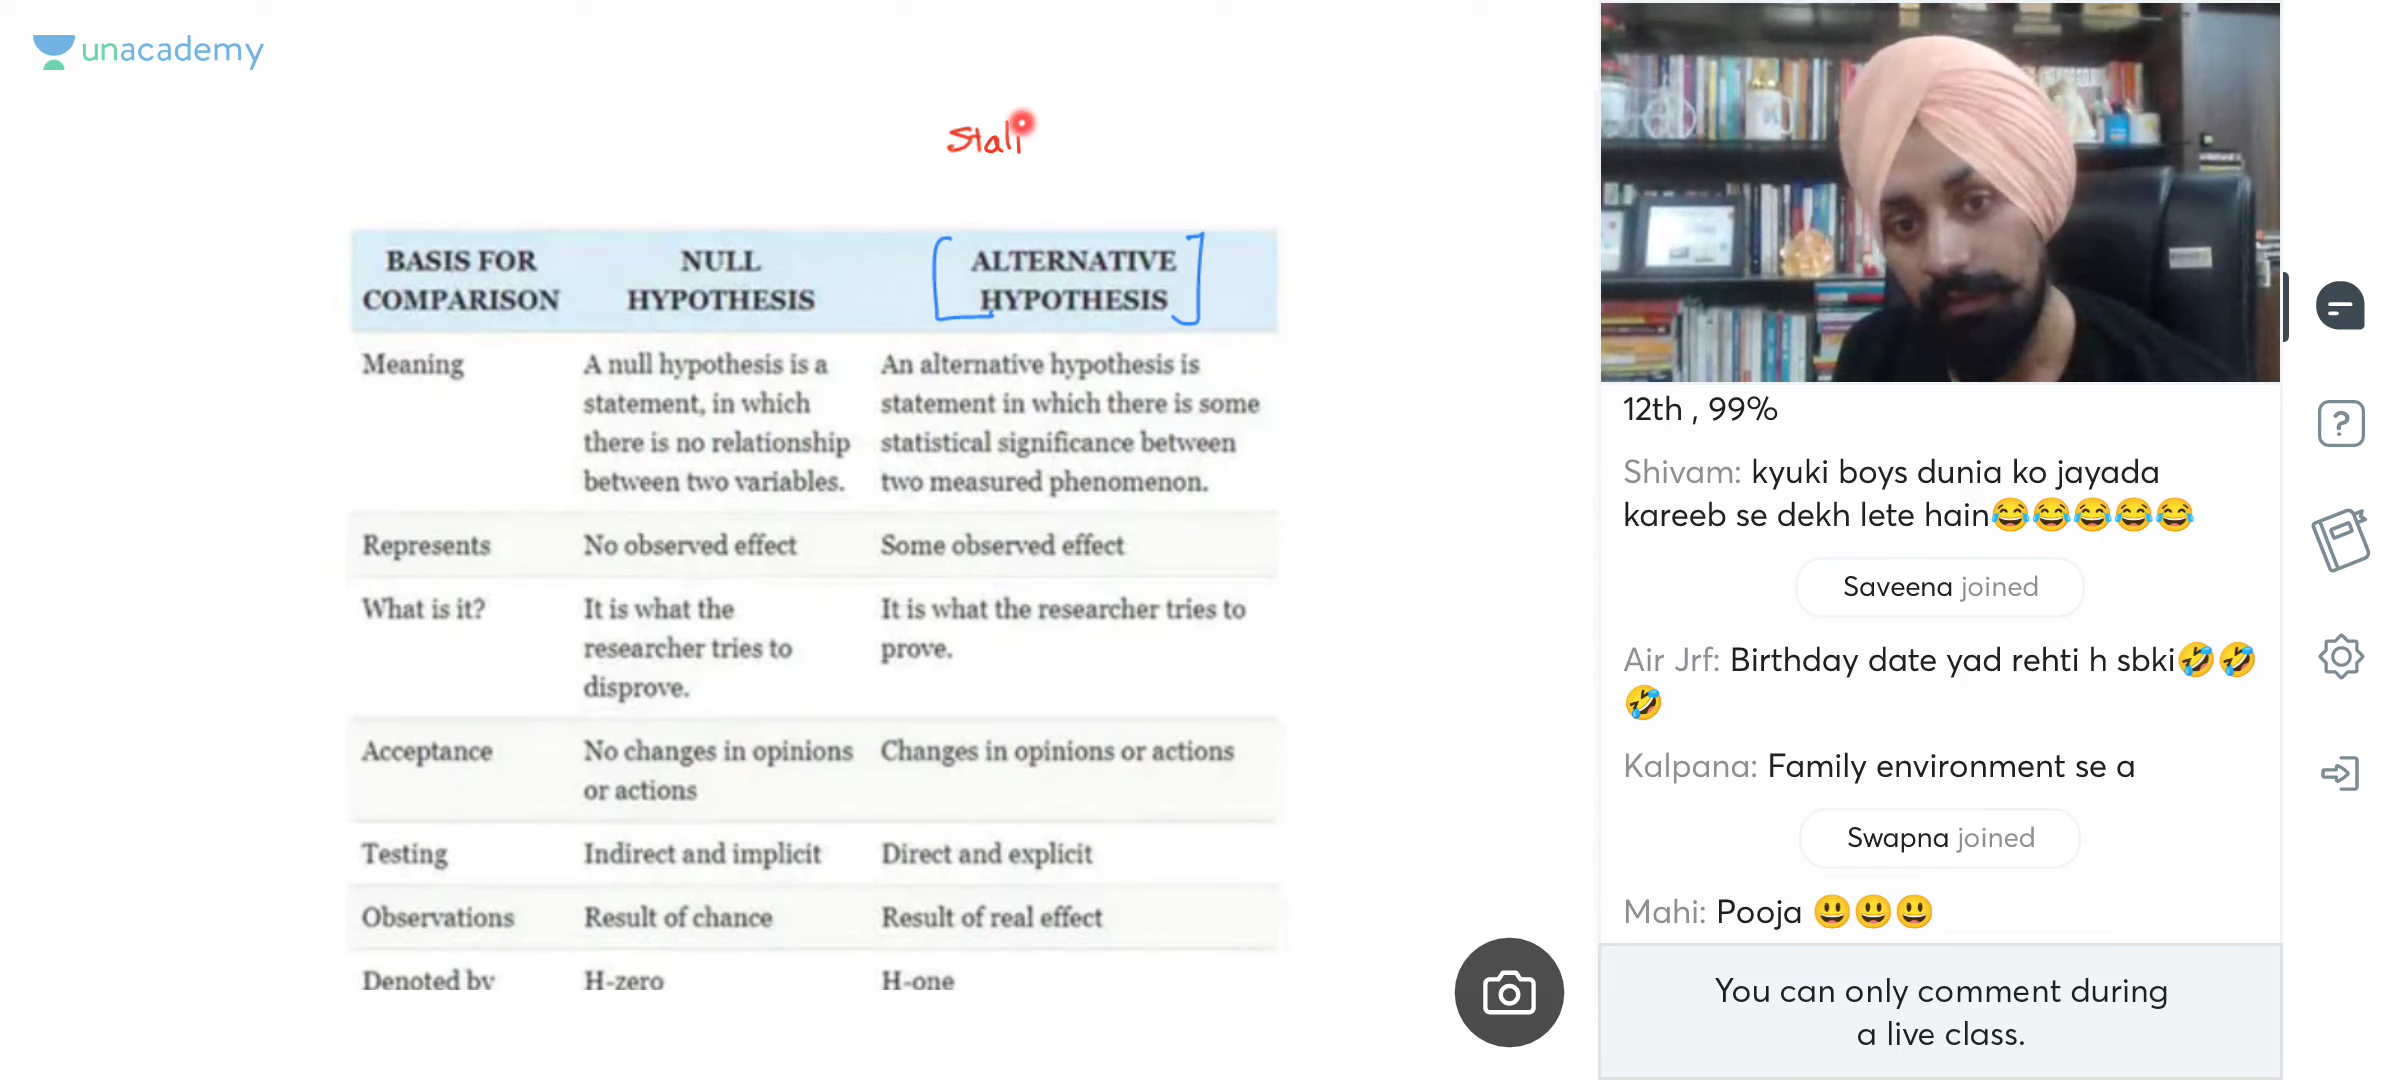 unacademy
Stati
BASIS FOR COMPARISON
NULL HYPOTHESIS
ALTERNATIVE HYPOTHESIS
Meaning
A null hypothesis is a
statement, in which
there is no relationship
between two variables.
An alternative hypothesis is
statement in which there is some
statistical significance between
two measured phenomenon.
Represents
No observed effect
Some observed effect
What is it?
It is what the
researcher tries to
disprove.
It is what the researcher tries to
prove.
Acceptance
No changes in opinions
or actions
Changes in opinions or actions
Testing
Indirect and implicit
Direct and explicit
Observations
Result of chance
Result of real effect
Denoted by
H-zero
H-one
12th , 99%
Shivam: kyuki boys dunia ko jayada
kareeb se dekh lete hain😂😂😂😂😂
Saveena joined
Air Jrf: Birthday date yad rehti h sbki🤣🤣
🤣
Kalpana: Family environment se a
Swapna joined
Mahi: Pooja 😃😃😃
You can only comment during
a live class.